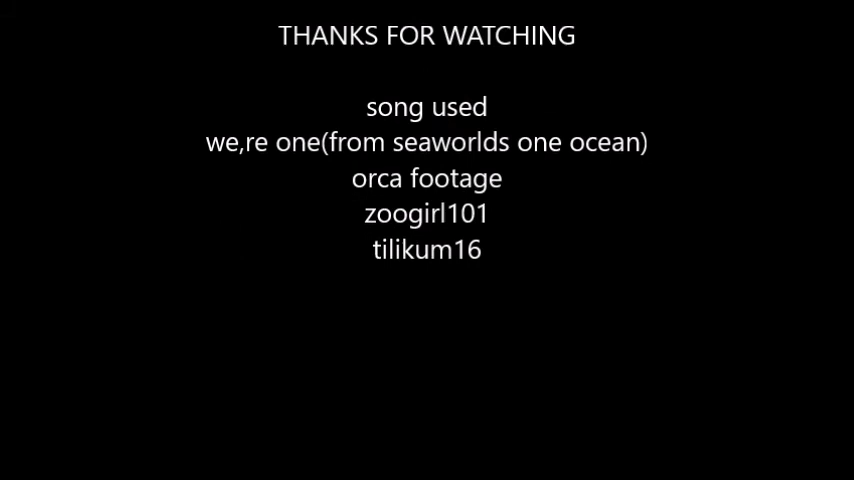 THANKS FOR WATCHING
song used
we,re one(from seaworlds one ocean)
orca footage
zoogirl101
tilikum16